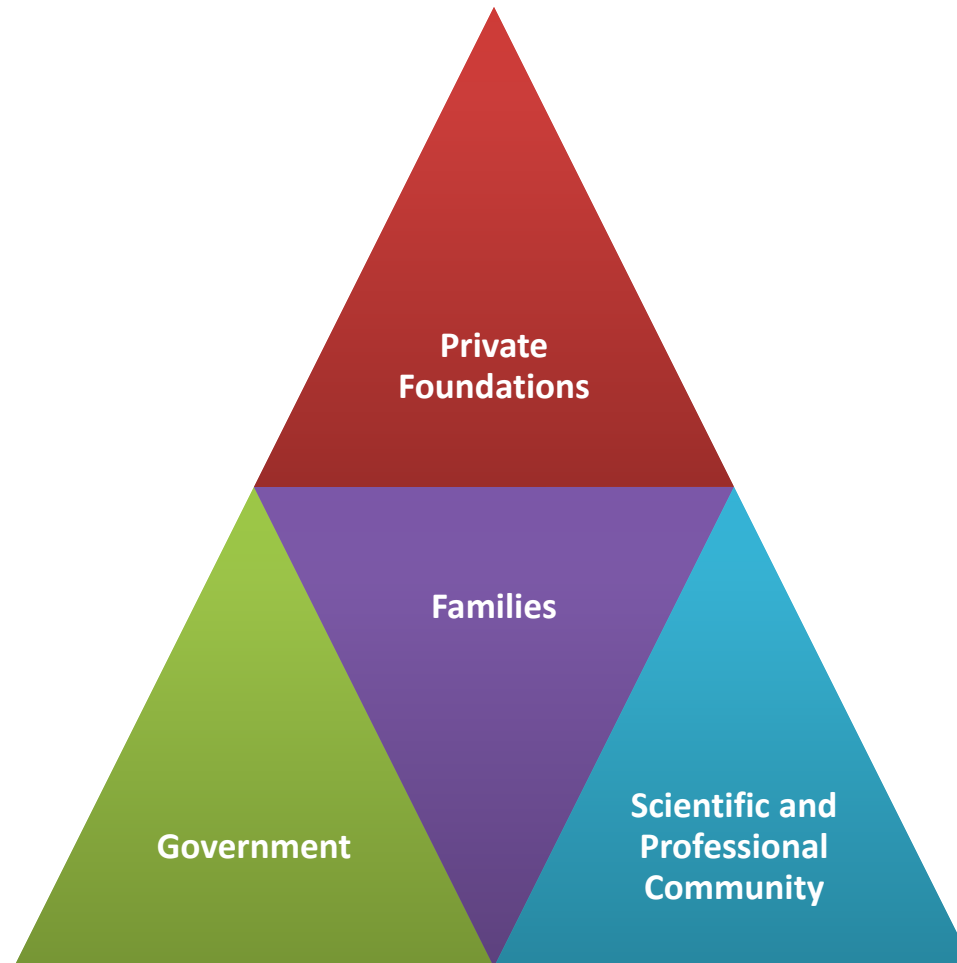 Private
Foundations
Families
Government
Scientific and
Professional
Community